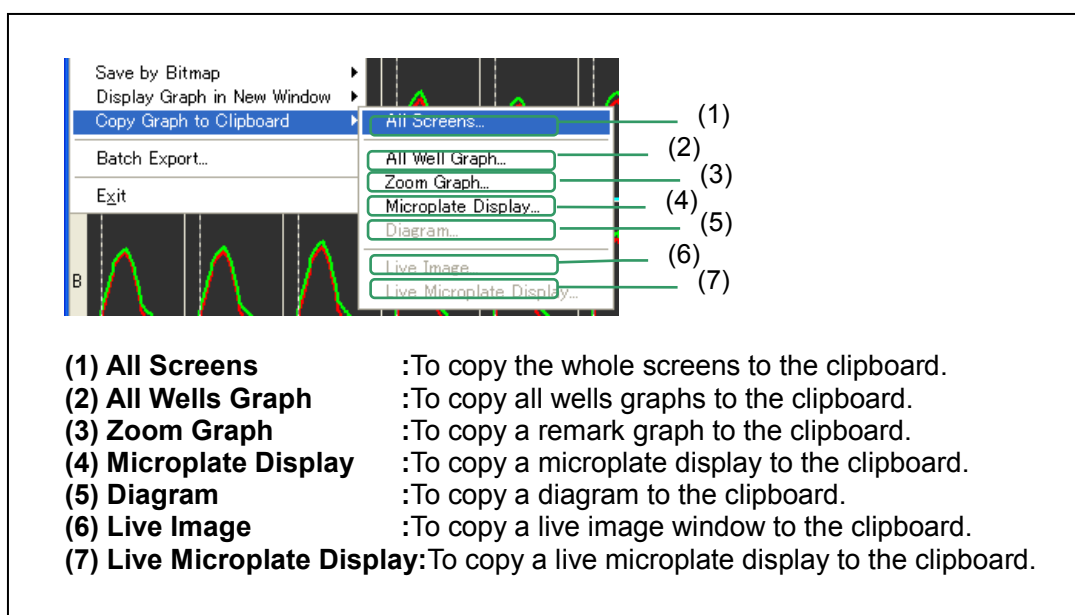 Save by Bitmap
Display Graph in New Window
Copy Graph to Clipboard
Batch Export...
Exit
B
All Screens...
All Well Graph...
Zoom Graph...
Microplate Display...
Diagram...
Live Image...
Live Microplate Display...
(1)
(2)
(3)
(4)
(5)
(6)
(7)
(1) All Screens :To copy the whole screens to the clipboard.
(2) All Wells Graph :To copy all wells graphs to the clipboard.
(3) Zoom Graph :To copy a remark graph to the clipboard.
(4) Microplate Display :To copy a microplate display to the clipboard.
(5) Diagram :To copy a diagram to the clipboard.
(6) Live Image :To copy a live image window to the clipboard.
(7) Live Microplate Display:To copy a live microplate display to the clipboard.